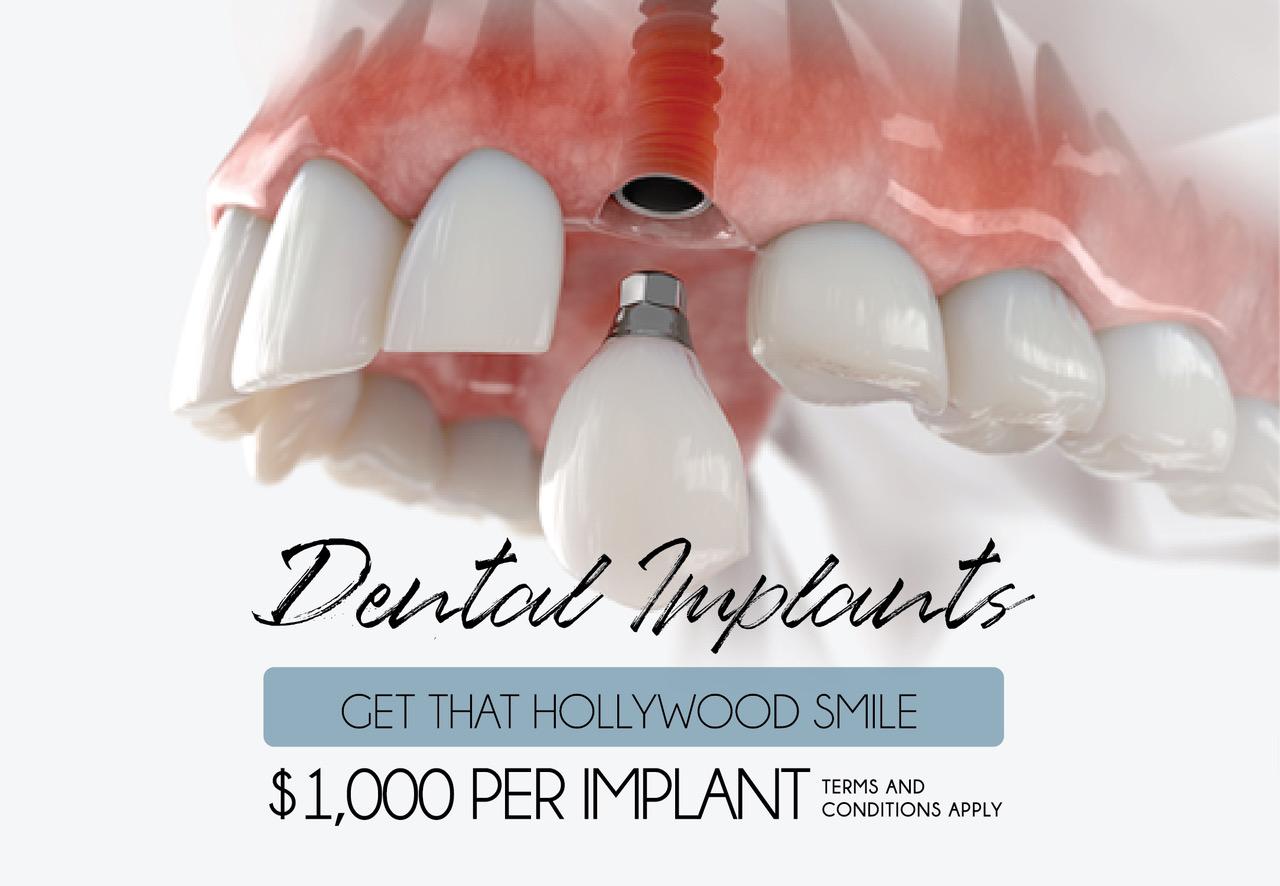 Dental Implants
GET THAT HOLLYWOOD SMILE
$1,000 PER IMPLANT
TERMS AND
CONDITIONS APPLY